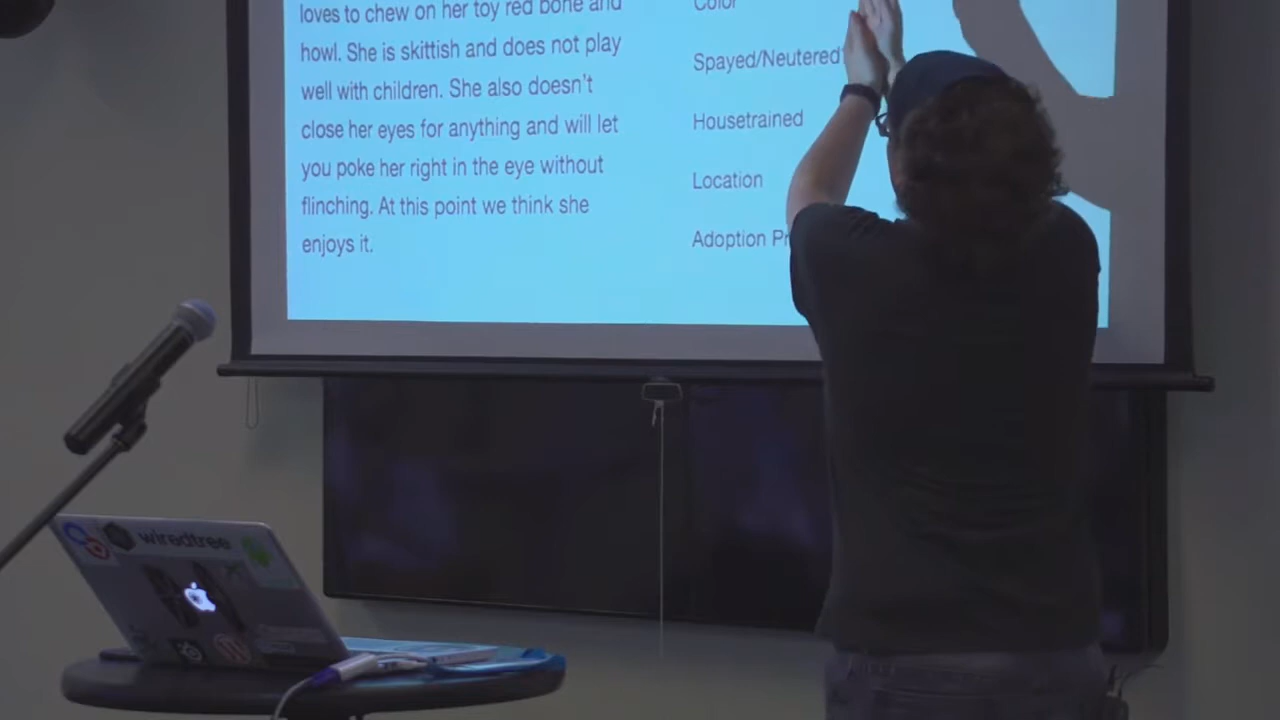 loves to chew on her toy red bone and
howl. She is skittish and does not play
well with children. She also doesn't
close her eyes for anything and will let
you poke her right in the eye without
flinching. At this point we think she
enjoys it.
Color
Spayed/Neutered
Housetrained
Location
Adoption
wiredtree